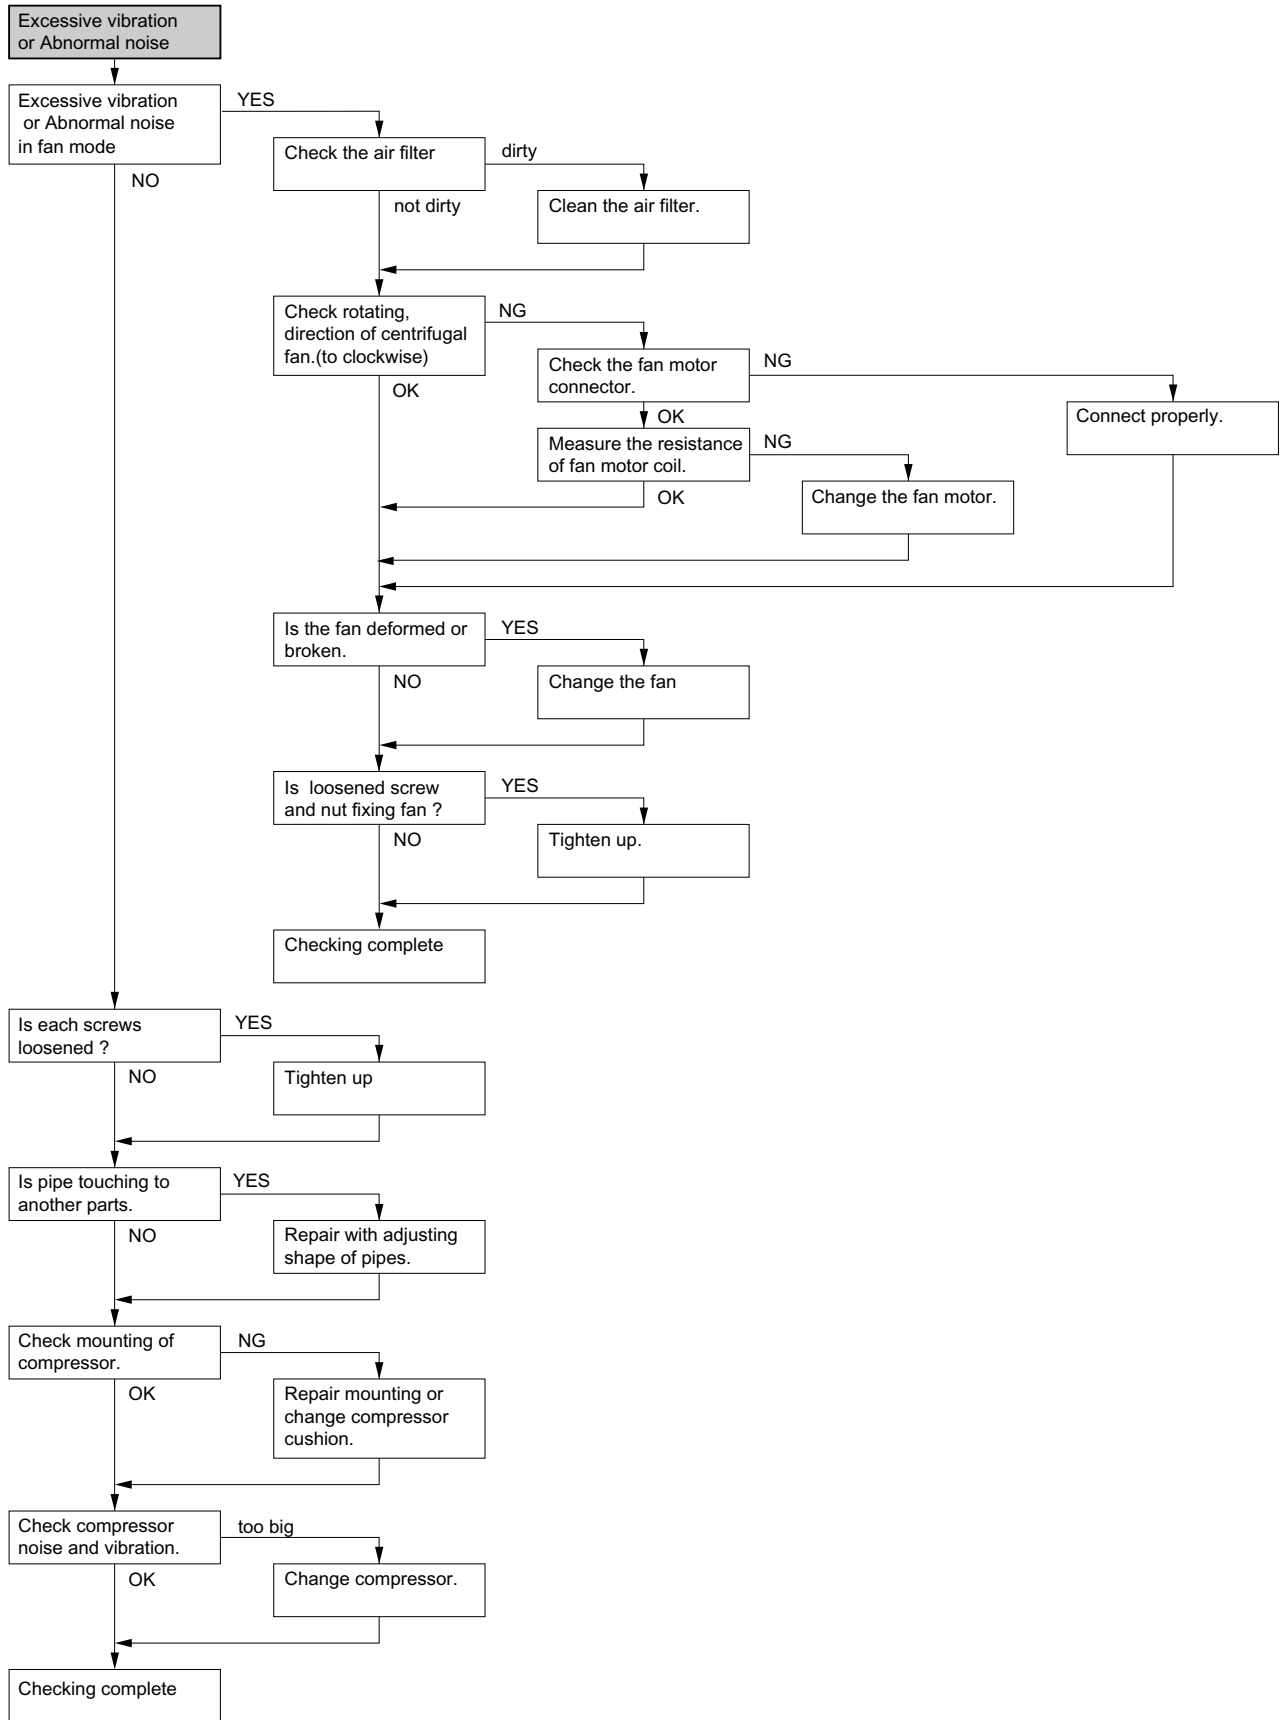 Excessive vibration
or Abnormal noise
Excessive vibration
or Abnormal noise
in fan mode
YES
NO
Check the air filter
dirty
not dirty
Clean the air filter.
Check rotating,
direction of centrifugal
fan.(to clockwise)
NG
OK
Check the fan motor
connector.
NG
OK
Connect properly.
Measure the resistance
of fan motor coil.
NG
OK
Change the fan motor.
Is the fan deformed or
broken.
YES
NO
Change the fan
Is loosened screw
and nut fixing fan ?
YES
NO
Tighten up.
Checking complete
Is each screws
loosened ?
YES
NO
Tighten up
Is pipe touching to
another parts.
YES
NO
Repair with adjusting
shape of pipes.
Check mounting of
compressor.
NG
OK
Repair mounting or
change compressor
cushion.
Check compressor
noise and vibration.
too big
OK
Change compressor.
Checking complete